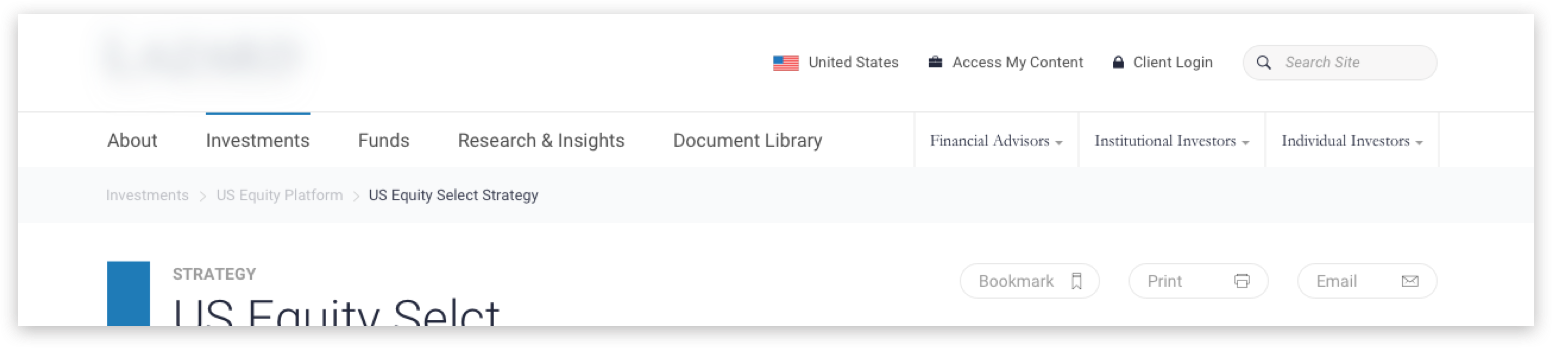 United States Access My Content Client Login Search Site
About Investments Funds Research & Insights Document Library Financial Advisors Institutional Investors Individual Investors
Investments > US Equity Platform > US Equity Select Strategy
STRATEGY Bookmark Print Email
US Equity Selct